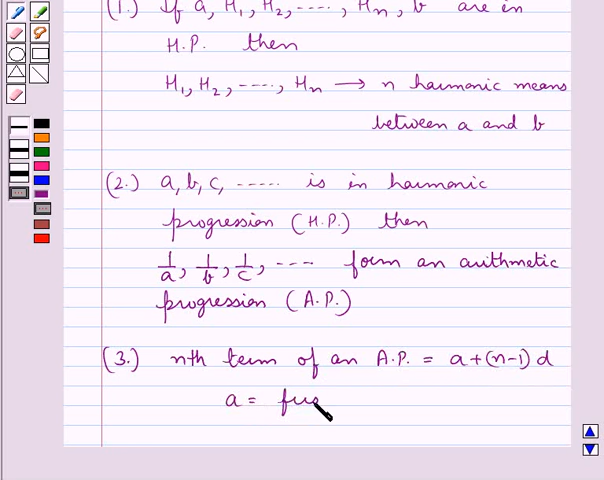 (1.) If a, H₁, H₂, -----, Hₙ, b are in
H.P. then
H₁, H₂, ----, Hₙ → n harmonic means
between a and b
(2.) a, b, c, ----- is in harmonic
progression (H.P.) then
1/a, 1/b, 1/c, ---- form an arithmetic
progression (A.P.)
(3.) nth term of an A.P. = a+(n-1) d
a =